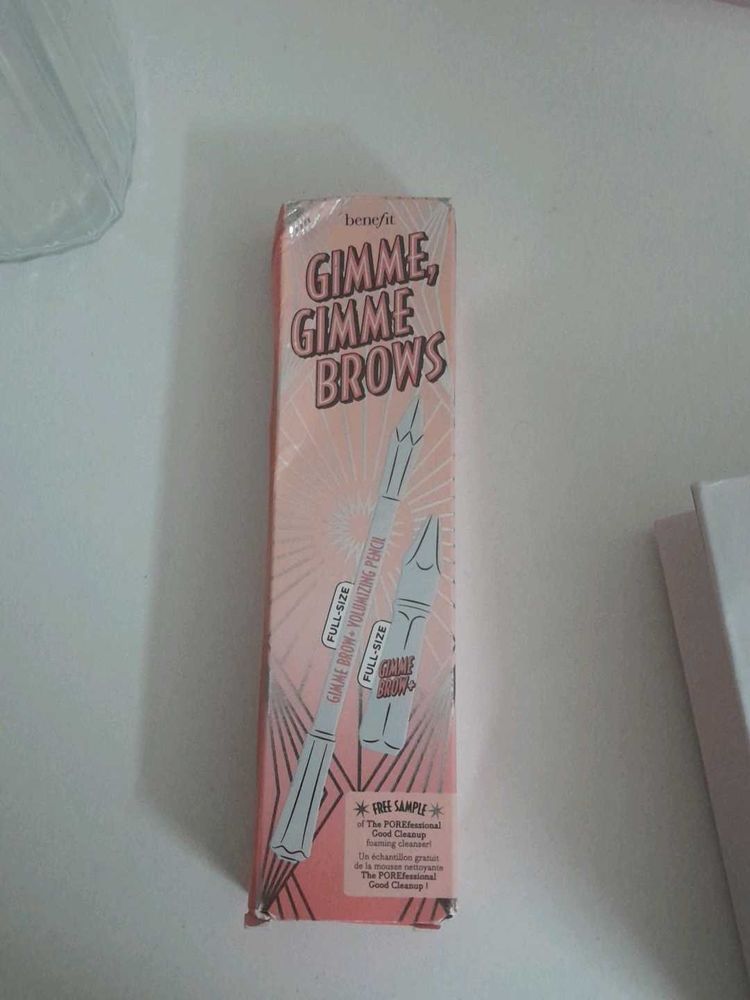 benefit
GIMME,
GIMME
BROWS
FULL-SIZE
GIMME BROW+ VOLUMIZING PENCIL
FULL-SIZE
GIMME
BROW+
FREE SAMPLE
of The POREfessional
Good Cleanup
foaming cleanser!
Un échantillon gratuit
de la mousse nettoyante
The POREfessional
Good Cleanup !